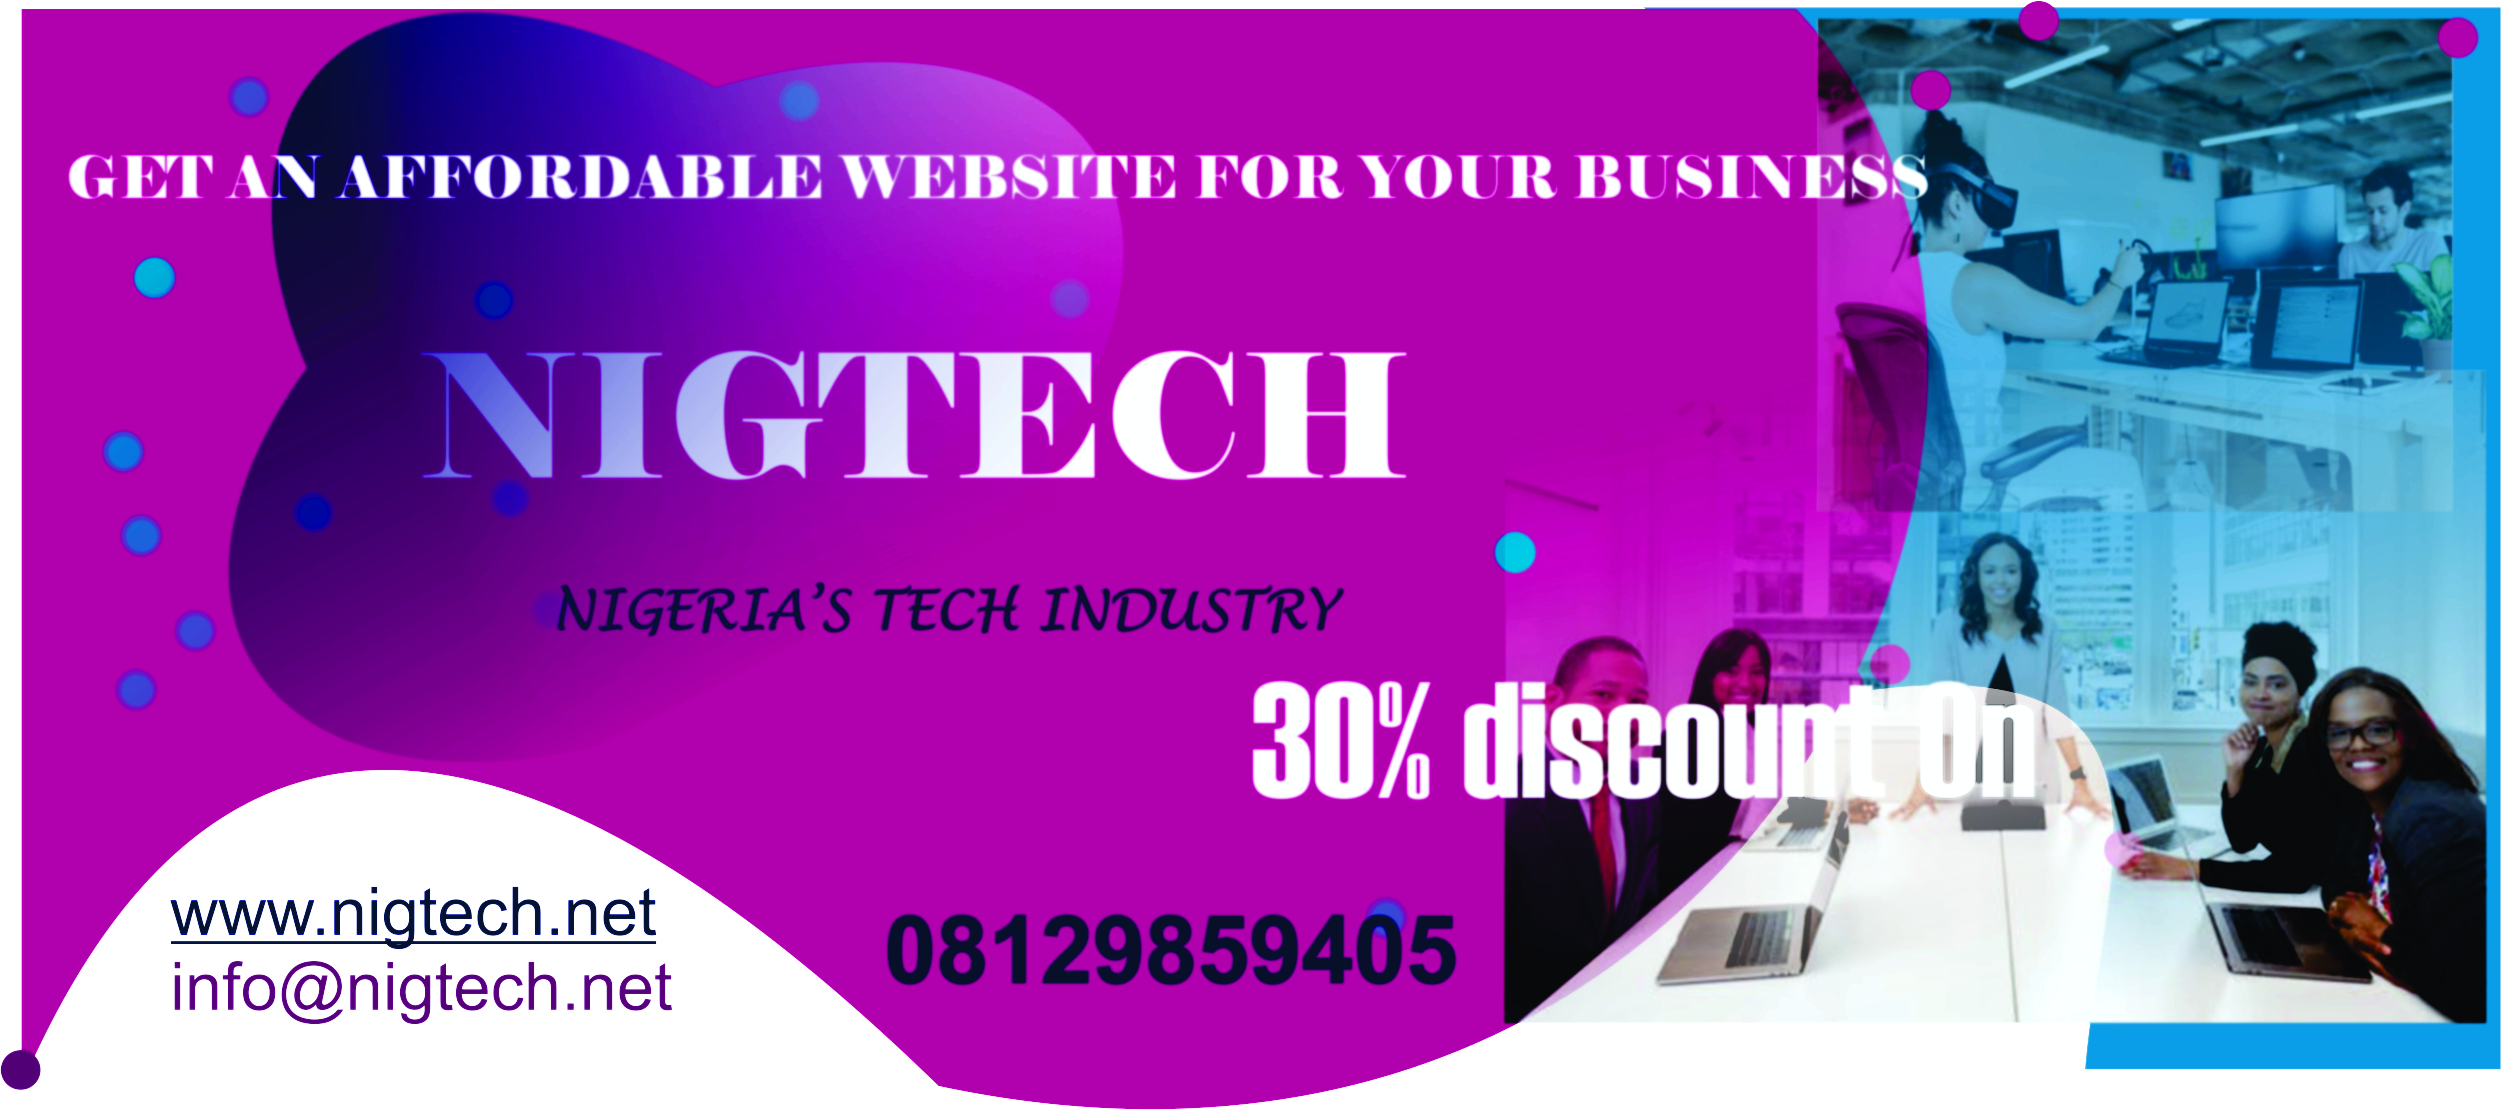 GET AN AFFORDABLE WEBSITE FOR YOUR BUSINESS
NIGTECH
NIGERIA'S TECH INDUSTRY
30% discount On
www.nigtech.net
info@nigtech.net
08129859405